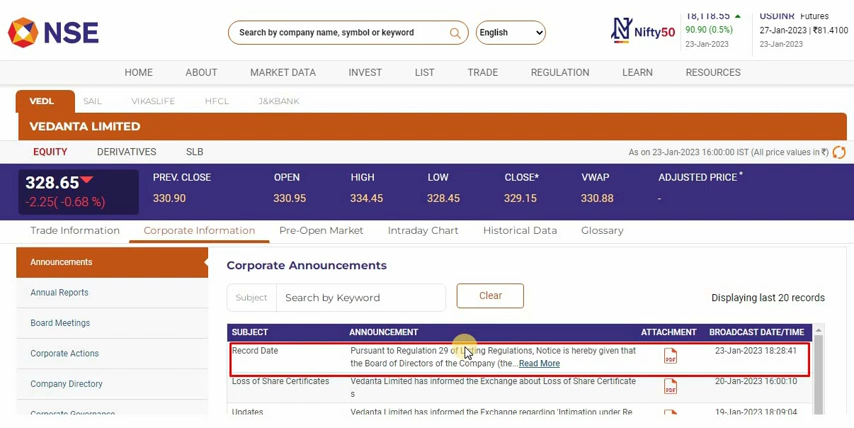 NSE
Search by company name, symbol or keyword
English
Nifty50
18,118.55
90.90 (0.5%)
23-Jan-2023
USDINR Futures
27-Jan-2023 | ₹81.4100
23-Jan-2023
HOME ABOUT MARKET DATA INVEST LIST TRADE REGULATION LEARN RESOURCES
VEDL SAIL VIKASLIFE HFCL J&KBANK
VEDANTA LIMITED
EQUITY DERIVATIVES SLB
As on 23-Jan-2023 16:00:00 IST (All price values in ₹)
328.65
-2.25( -0.68 %)
PREV. CLOSE OPEN HIGH LOW CLOSE* VWAP ADJUSTED PRICE*
330.90 330.95 334.45 328.45 329.15 330.88 -
Trade Information Corporate Information Pre-Open Market Intraday Chart Historical Data Glossary
Announcements
Annual Reports
Board Meetings
Corporate Actions
Company Directory
Corporate Governance
Corporate Announcements
Subject Search by Keyword Clear
Displaying last 20 records
SUBJECT ANNOUNCEMENT ATTACHMENT BROADCAST DATE/TIME
Record Date Pursuant to Regulation 29 of Listing Regulations, Notice is hereby given that PDF 23-Jan-2023 18:28:41
the Board of Directors of the Company (the...Read More
Loss of Share Certificates Vedanta Limited has informed the Exchange about Loss of Share Certificate PDF 20-Jan-2023 16:00:10
s
Updates Vedanta Limited has informed the Exchange regarding 'Intimation under Re 19-Jan-2023 18:09:04